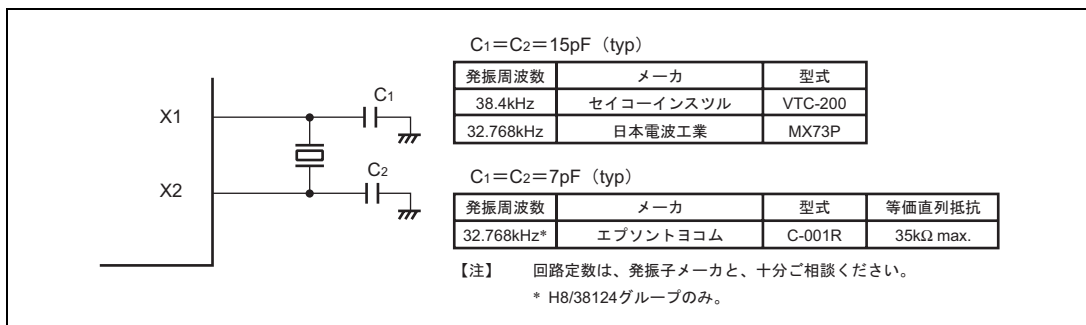 X1
X2
C1
C2
C1＝C2＝15pF（typ）
発振周波数 メーカ 型式
38.4kHz セイコーインスツル VTC-200
32.768kHz 日本電波工業 MX73P
C1＝C2＝7pF（typ）
発振周波数 メーカ 型式 等価直列抵抗
32.768kHz* エプソントヨコム C-001R 35kΩ max.
【注】 回路定数は、発振子メーカと、十分ご相談ください。
* H8/38124グループのみ。